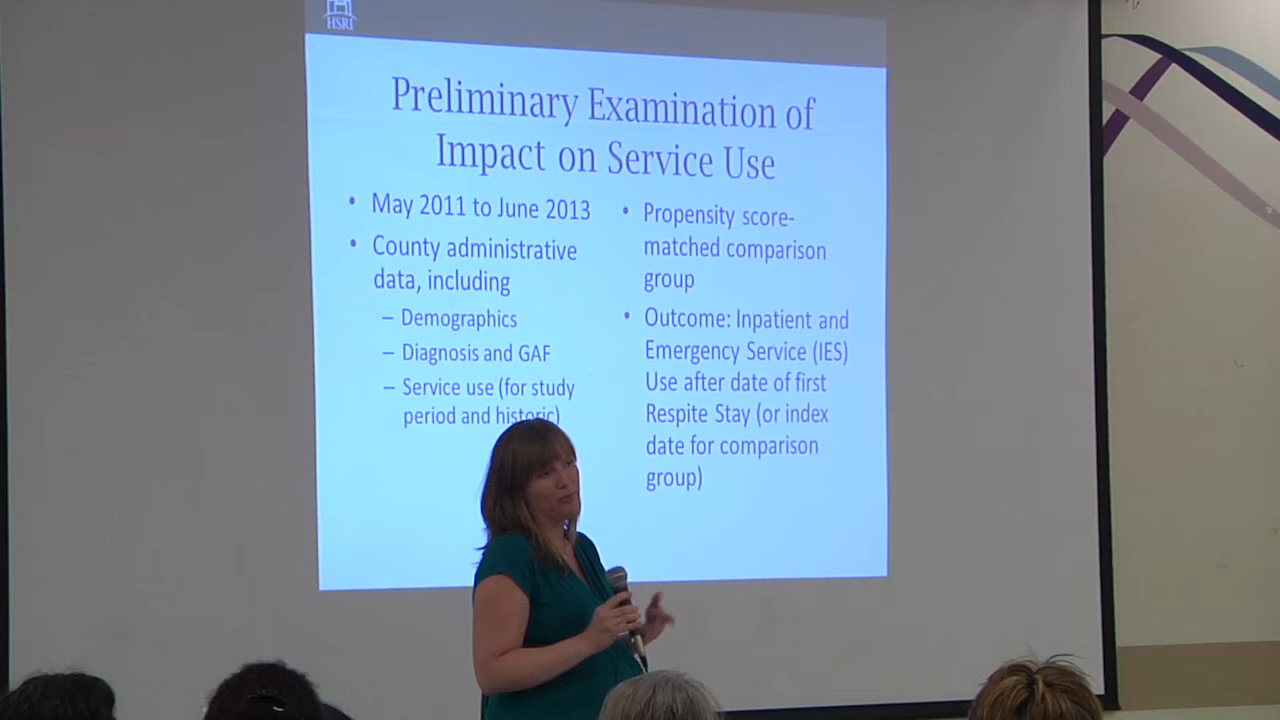 HSRI
Preliminary Examination of
Impact on Service Use
• May 2011 to June 2013
• County administrative
data, including
– Demographics
– Diagnosis and GAF
– Service use (for study
period and historic)
• Propensity score-
matched comparison
group
• Outcome: Inpatient and
Emergency Service (IES)
Use after date of first
Respite Stay (or index
date for comparison
group)